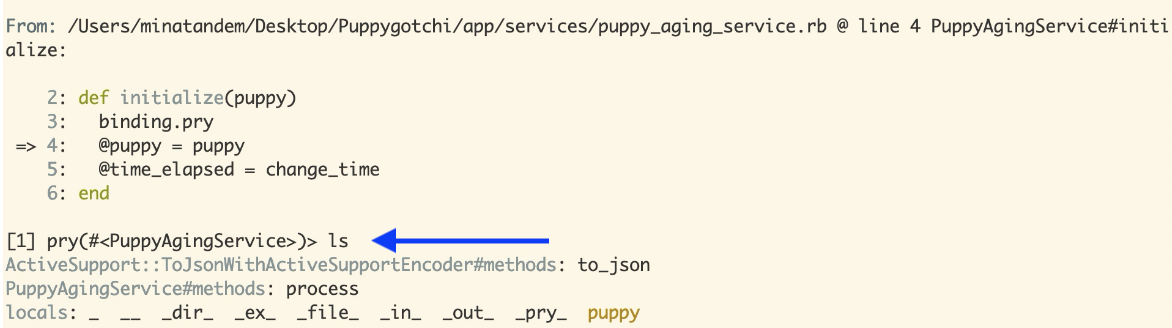 From: /Users/minatandem/Desktop/Puppygotchi/app/services/puppy_aging_service.rb @ line 4 PuppyAgingService#initi
alize:
2: def initialize(puppy)
3: binding.pry
=> 4: @puppy = puppy
5: @time_elapsed = change_time
6: end
[1] pry(#<PuppyAgingService>)> ls
ActiveSupport::ToJsonWithActiveSupportEncoder#methods: to_json
PuppyAgingService#methods: process
locals: _ __ _dir_ _ex_ _file_ _in_ _out_ _pry_ puppy